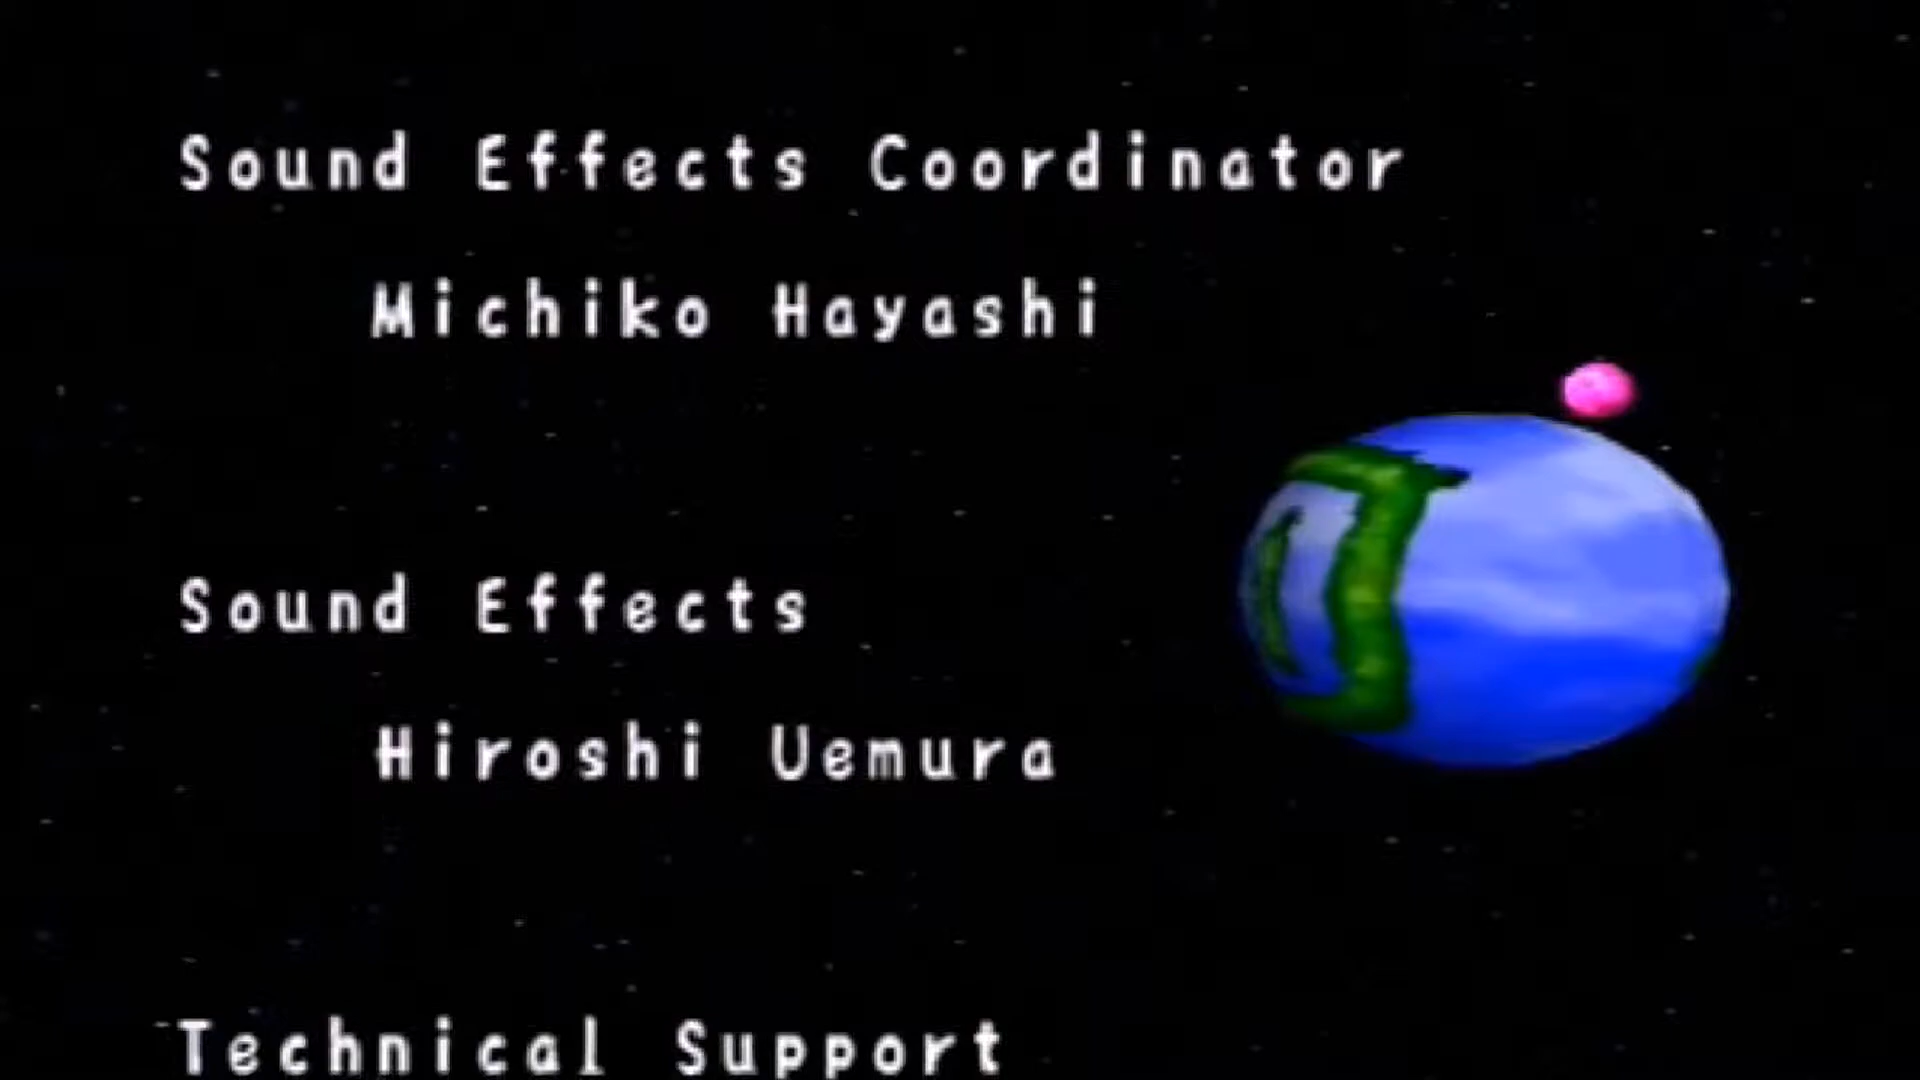 Sound Effects Coordinator
Michiko Hayashi
Sound Effects
Hiroshi Uemura
Technical Support